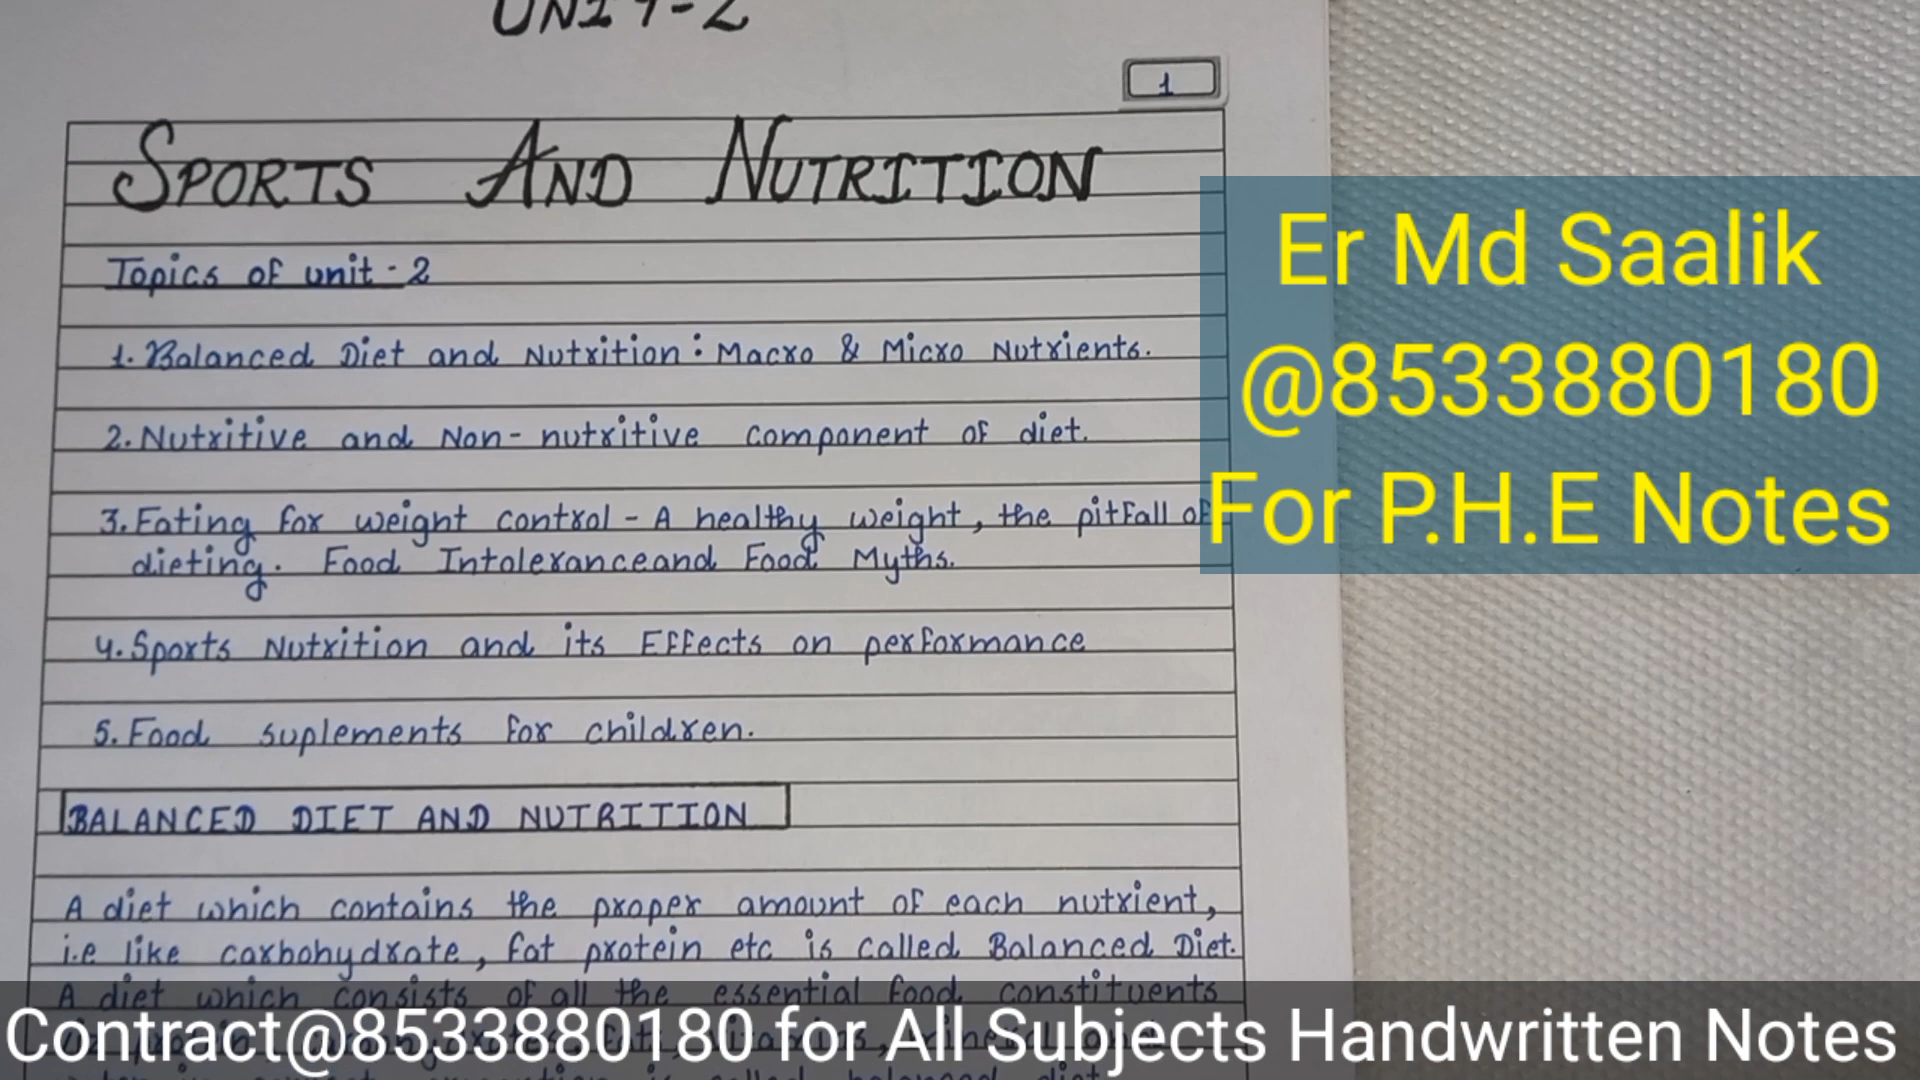 UNIT-2
1
SPORTS AND NUTRITION
Topics of unit-2
1. Balanced Diet and Nutrition: Macro & Micro Nutrients.
2. Nutritive and Non-nutritive component of diet.
3. Eating for weight control - A healthy weight, the pitfall of
dieting. Food Intoleranceand Food Myths.
4. Sports Nutrition and its Effects on performance
5. Food suplements for children.
BALANCED DIET AND NUTRITION
A diet which contains the proper amount of each nutrient,
i.e like carbohydrate, fat protein etc is called Balanced Diet.
A diet which consists of all the essential food constituents
Er Md Saalik
@8533880180
For P.H.E Notes
Contract@8533880180 for All Subjects Handwritten Notes